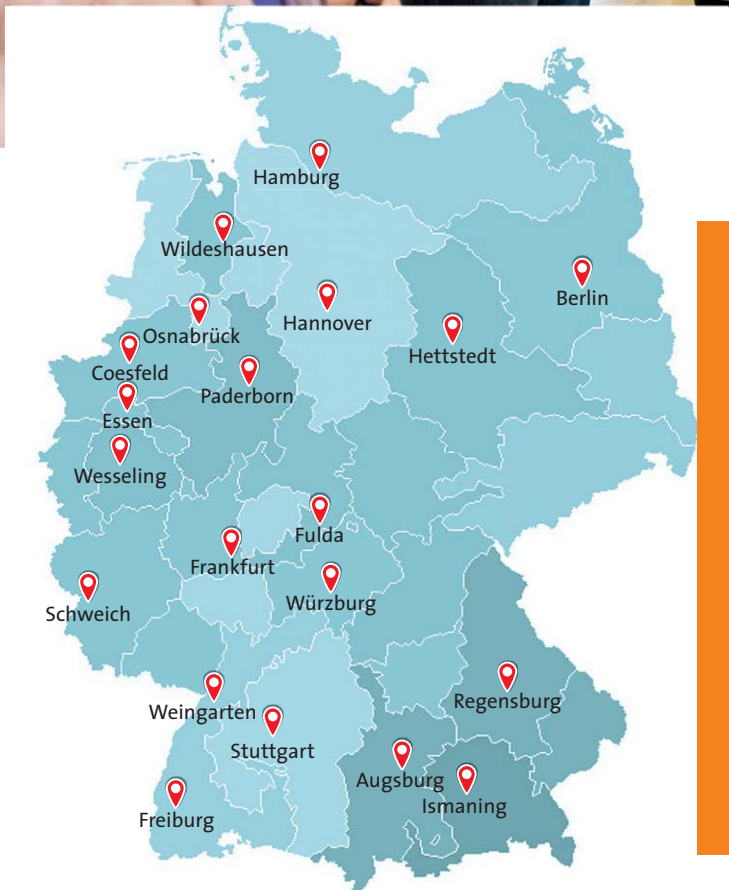 Hamburg
Wildeshausen
Berlin
Hannover
Osnabrück
Hettstedt
Coesfeld
Paderborn
Essen
Wesseling
Fulda
Frankfurt
Würzburg
Schweich
Regensburg
Weingarten
Stuttgart
Augsburg
Ismaning
Freiburg